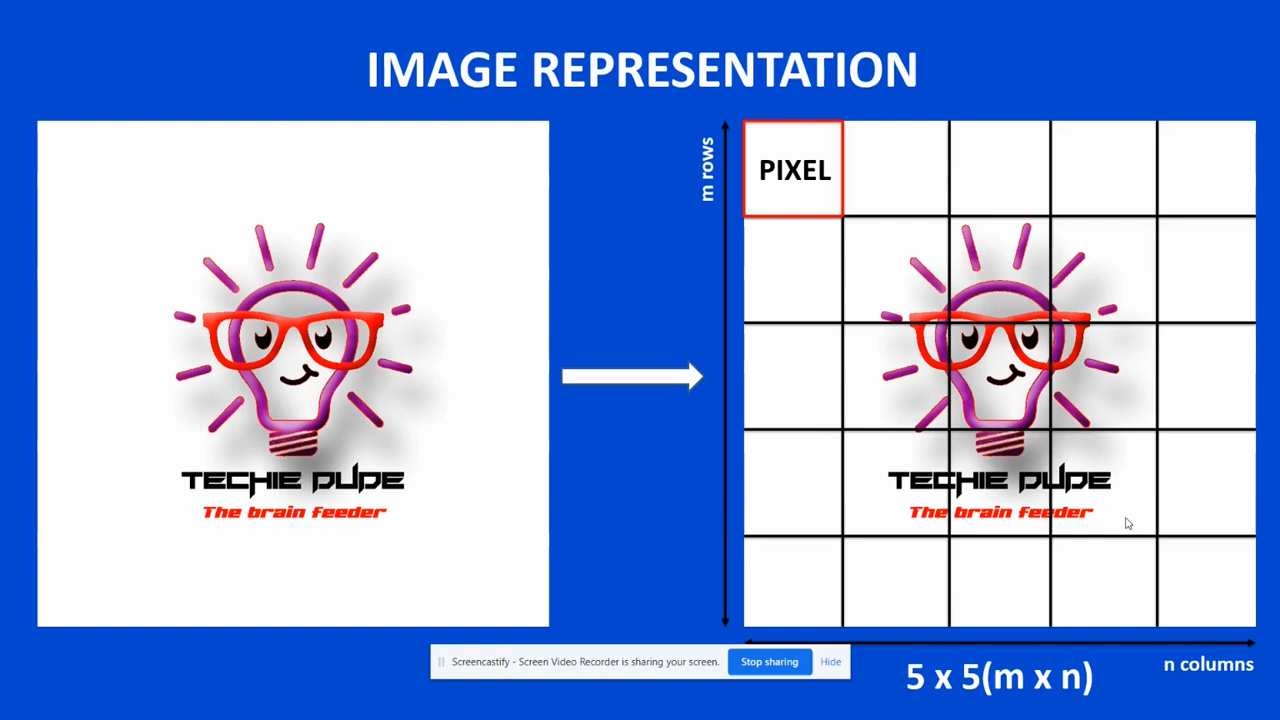 IMAGE REPRESENTATION
TECHIE DUDE
The brain feeder
m rows
PIXEL
TECHIE DUDE
The brain feeder
n columns
5 x 5(m x n)
Screencastify - Screen Video Recorder is sharing your screen.
Stop sharing
Hide